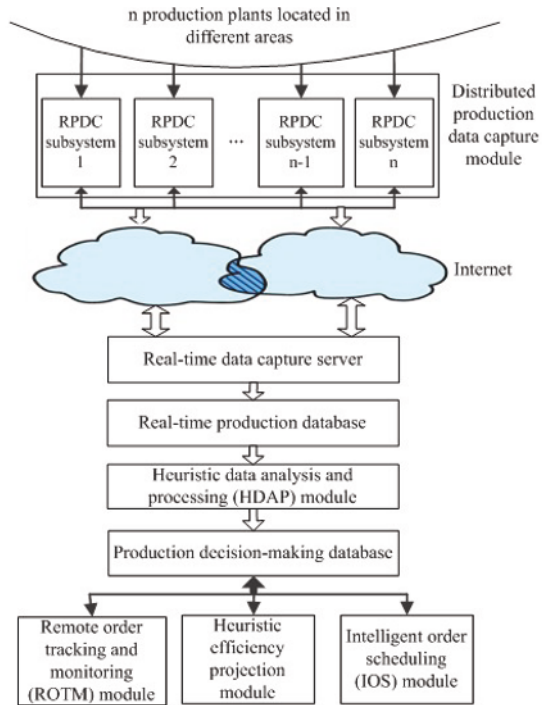 n production plants located in
different areas
Distributed
production
data capture
module
RPDC
subsystem
1
RPDC
subsystem
2
...
RPDC
subsystem
n-1
RPDC
subsystem
n
Internet
Real-time data capture server
Real-time production database
Heuristic data analysis and
processing (HDAP) module
Production decision-making database
Remote order
tracking and
monitoring
(ROTM) module
Heuristic
efficiency
projection
module
Intelligent order
scheduling
(IOS) module